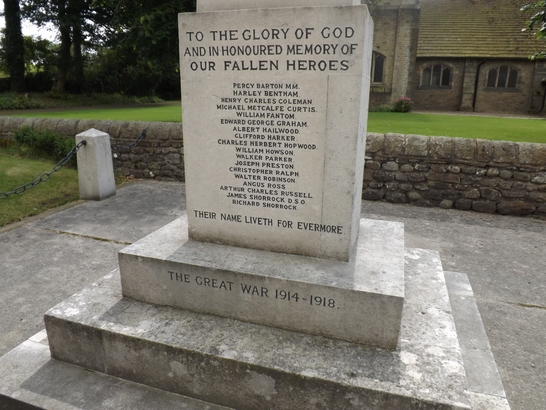 TO THE GLORY OF GOD
AND IN HONOURED MEMORY OF
OUR FALLEN HEROES
PERCY BARTON MM.
HARLEY BENTHAM.
HENRY CHARLES COLEMAN
MICHAEL METCALFE CURTIS.
WILLIAM FANTOM
EDWARD GEORGE GRAHAM.
ALBERT HAILWOOD.
CLIFFORD HARKER
CHARLES HERBERT HOPWOOD.
WILLIAM HOWSON
WALKER PARKER
JOSEPH PRESTON
CHRISTOPHER RALPH
WALTER ROBINSON
ANGUS ROSS
ARTHUR CHARLES RUSSELL
JAMES SHORROCK D.S.O.
RICHARD SHORROCK
THEIR NAME LIVETH FOR EVERMORE
THE GREAT WAR 1914-1918.